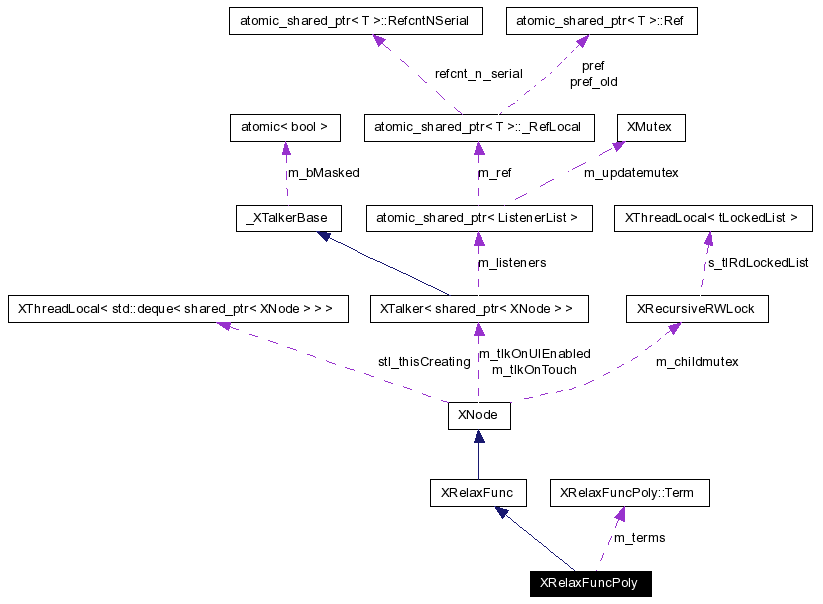 atomic_shared_ptr< T >::RefcntNSerial
atomic_shared_ptr< T >::Ref
refcnt_n_serial
pref
pref_old
atomic< bool >
atomic_shared_ptr< T >::_RefLocal
XMutex
m_bMasked
m_ref
m_updatemutex
_XTalkerBase
atomic_shared_ptr< ListenerList >
XThreadLocal< tLockedList >
m_listeners
s_tlRdLockedList
XThreadLocal< std::deque< shared_ptr< XNode > > >
XTalker< shared_ptr< XNode > >
XRecursiveRWLock
stl_thisCreating
m_tlkOnUIEnabled
m_tlkOnTouch
m_childmutex
XNode
XRelaxFunc
XRelaxFuncPoly::Term
m_terms
XRelaxFuncPoly